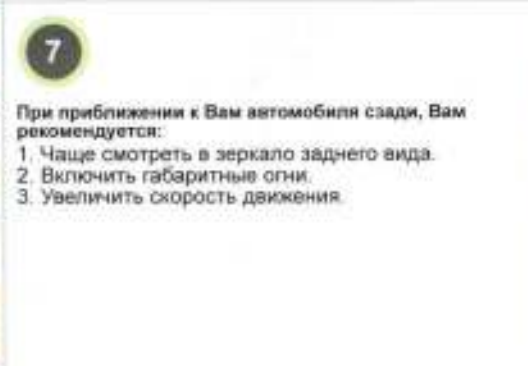 7
При приближении к Вам автомобиля сзади, Вам
рекомендуется:
1. Чаще смотреть в зеркало заднего вида.
2. Включить габаритные огни.
3. Увеличить скорость движения.